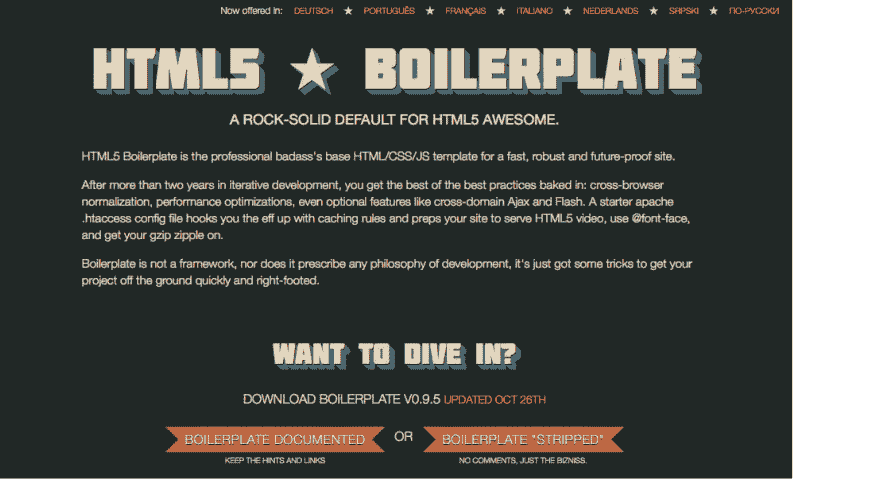 Now offered in: DEUTSCH ★ PORTUGUÊS ★ FRANÇAIS ★ ITALIANO ★ NEDERLANDS ★ SRPSKI ★ ПО-РУССКИ
HTML5 ★ BOILERPLATE
A ROCK-SOLID DEFAULT FOR HTML5 AWESOME.
HTML5 Boilerplate is the professional badass's base HTML/CSS/JS template for a fast, robust and future-proof site.
After more than two years in iterative development, you get the best of the best practices baked in: cross-browser
normalization, performance optimizations, even optional features like cross-domain Ajax and Flash. A starter apache
.htaccess config file hooks you the eff up with caching rules and preps your site to serve HTML5 video, use @font-face,
and get your gzip zipple on.
Boilerplate is not a framework, nor does it prescribe any philosophy of development, it's just got some tricks to get your
project off the ground quickly and right-footed.
WANT TO DIVE IN?
DOWNLOAD BOILERPLATE V0.9.5 UPDATED OCT 26TH
BOILERPLATE DOCUMENTED OR BOILERPLATE "STRIPPED"
KEEP THE HINTS AND LINKS NO COMMENTS, JUST THE BIZNISS.